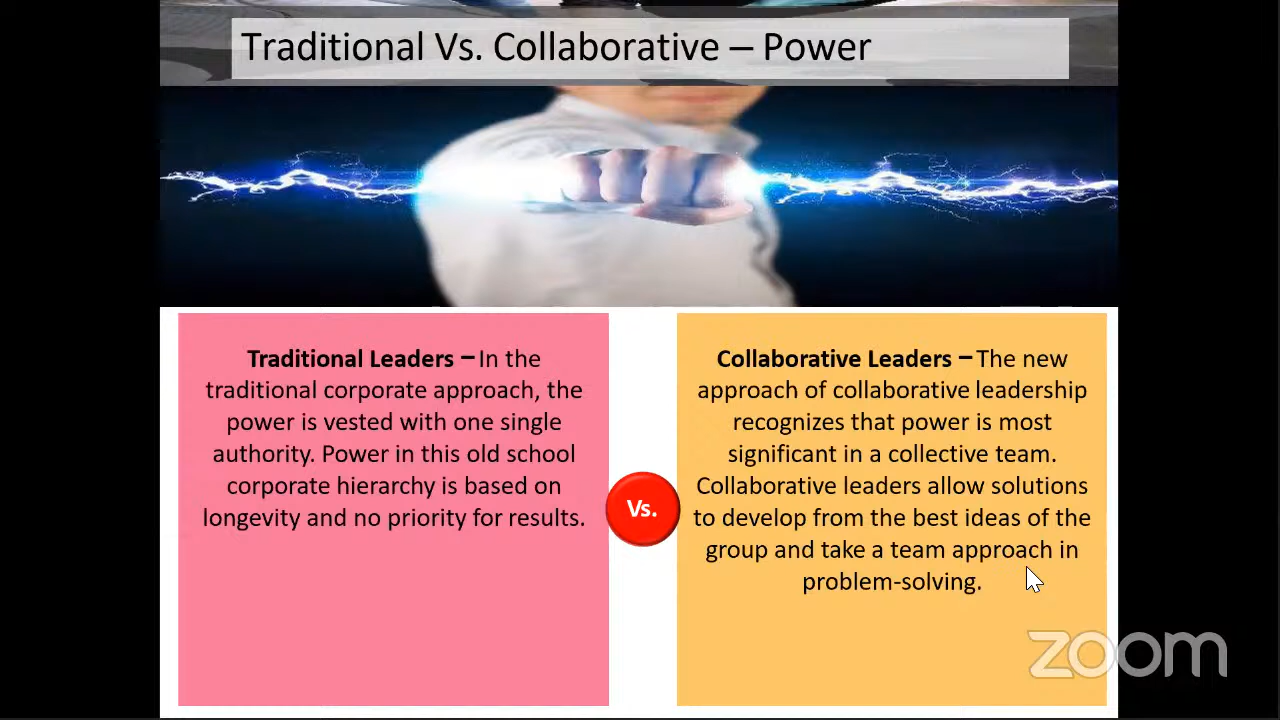 Traditional Vs. Collaborative – Power
Traditional Leaders – In the
traditional corporate approach, the
power is vested with one single
authority. Power in this old school
corporate hierarchy is based on
longevity and no priority for results.
Vs.
Collaborative Leaders – The new
approach of collaborative leadership
recognizes that power is most
significant in a collective team.
Collaborative leaders allow solutions
to develop from the best ideas of the
group and take a team approach in
problem-solving.
zoom